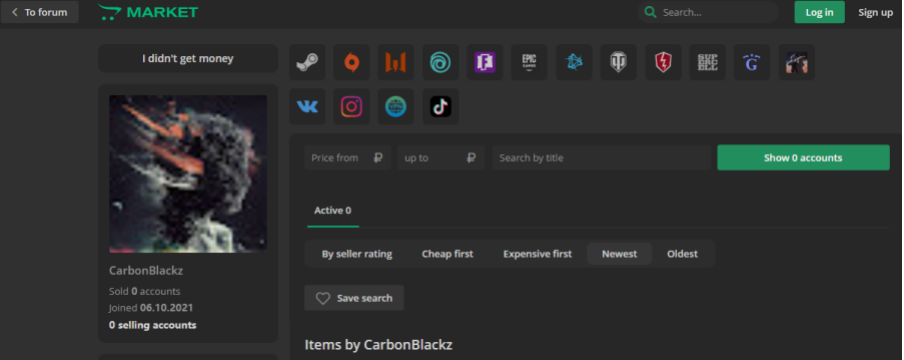 To forum
MARKET
Search...
Log in
Sign up
I didn't get money
EPIC
GAMES
SUP
ERC
ELL
Price from ₽
up to ₽
Search by title
Show 0 accounts
Active 0
By seller rating
Cheap first
Expensive first
Newest
Oldest
Save search
CarbonBlackz
Sold 0 accounts
Joined 06.10.2021
0 selling accounts
Items by CarbonBlackz